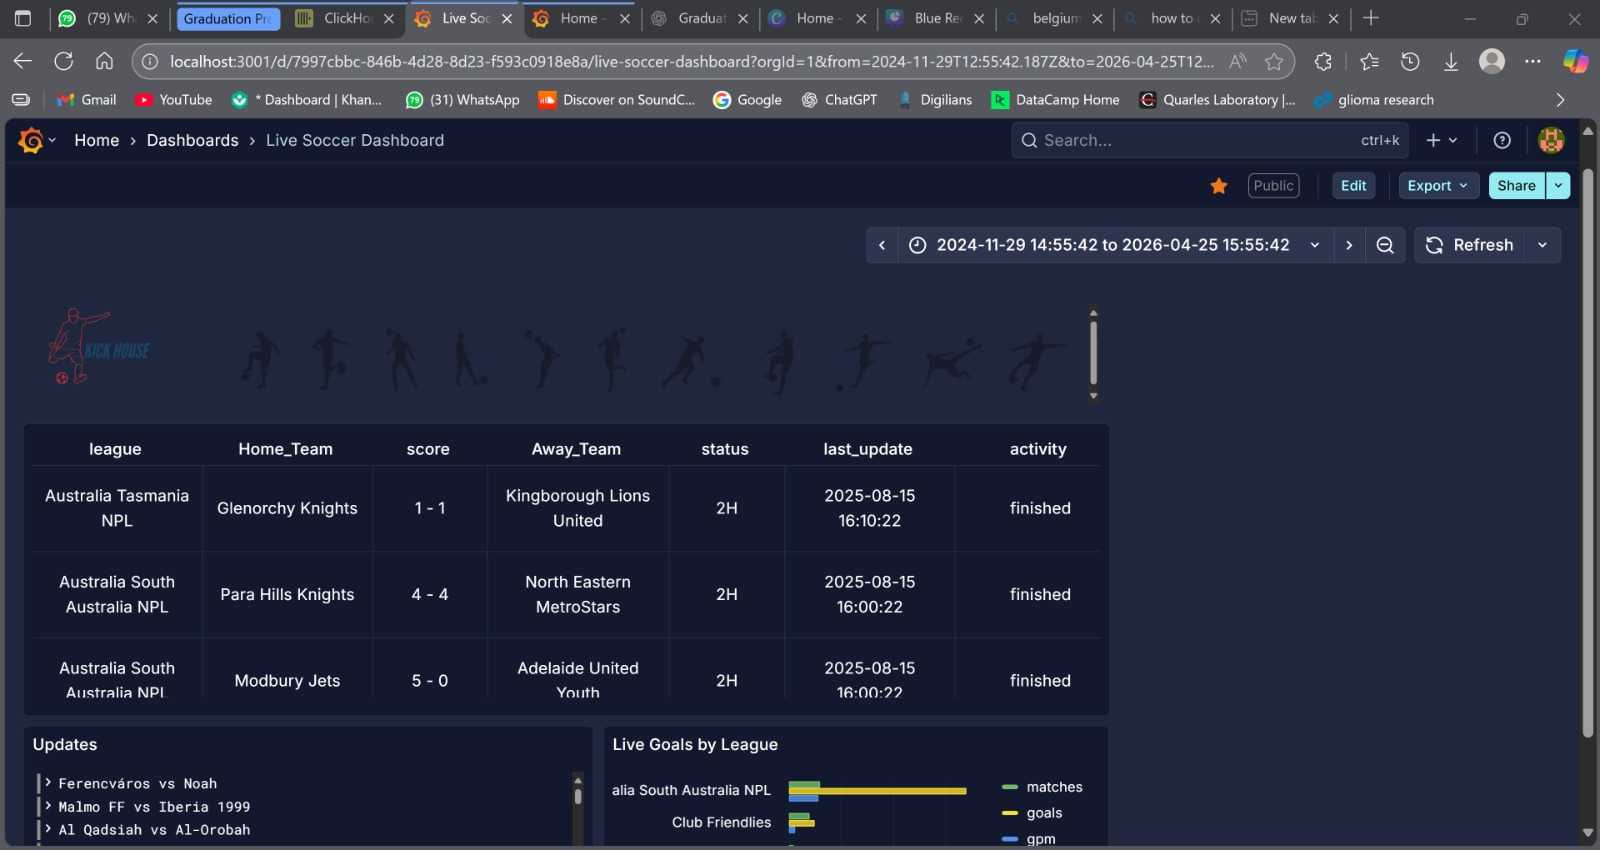 (79) Wh
Graduation Pr
ClickHo
Live Soc
Home -
Graduat
Home -
Blue Re
belgium
how to
New tab
localhost:3001/d/7997cbbc-846b-4d28-8d23-f593c0918e8a/live-soccer-dashboard?orgId=1&from=2024-11-29T12:55:42.187Z&to=2026-04-25T12...
Gmail
YouTube
* Dashboard | Khan...
(31) WhatsApp
Discover on SoundC...
Google
ChatGPT
Digilians
DataCamp Home
Quarles Laboratory |...
glioma research
Home › Dashboards › Live Soccer Dashboard
Search...
ctrl+k
Public
Edit
Export
Share
2024-11-29 14:55:42 to 2026-04-25 15:55:42
Refresh
KICK HOUSE
league Home_Team score Away_Team status last_update activity
Australia Tasmania NPL Glenorchy Knights 1 - 1 Kingborough Lions United 2H 2025-08-15 16:10:22 finished
Australia South Australia NPL Para Hills Knights 4 - 4 North Eastern MetroStars 2H 2025-08-15 16:00:22 finished
Australia South Australia NPL Modbury Jets 5 - 0 Adelaide United Youth 2H 2025-08-15 16:00:22 finished
Updates
Ferencváros vs Noah
Malmo FF vs Iberia 1999
Al Qadsiah vs Al-Orobah
Live Goals by League
alia South Australia NPL
Club Friendlies
matches
goals
gpm